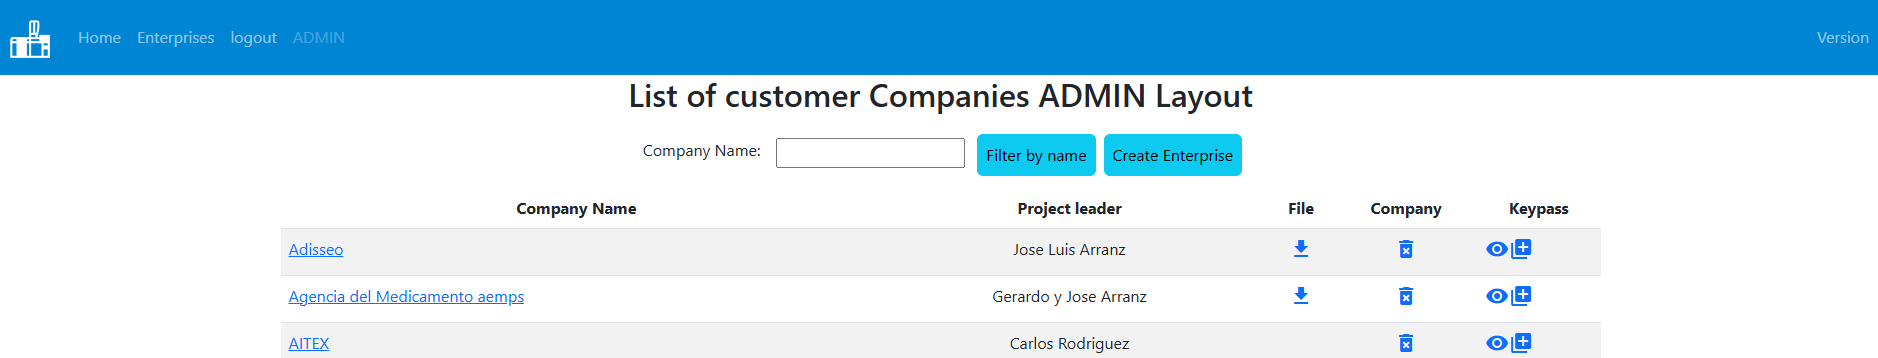 Home Enterprises logout ADMIN Version
List of customer Companies ADMIN Layout
Company Name: Filter by name Create Enterprise
Company Name Project leader File Company Keypass
Adisseo Jose Luis Arranz
Agencia del Medicamento aemps Gerardo y Jose Arranz
AITEX Carlos Rodriguez